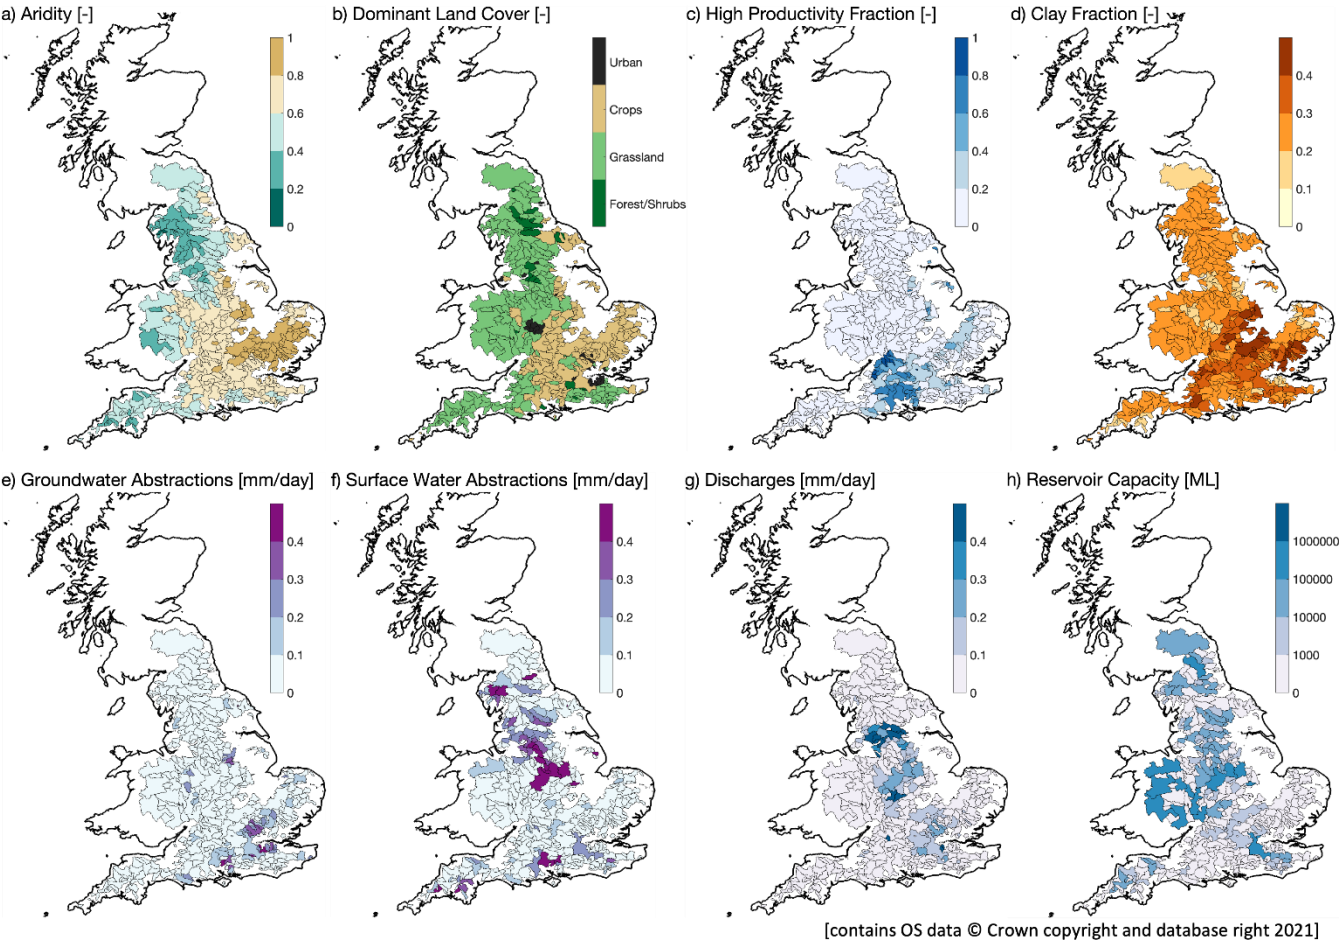 a) Aridity [-]
1
0.8
0.6
0.4
0.2
0
b) Dominant Land Cover [-]
Urban
Crops
Grassland
Forest/Shrubs
c) High Productivity Fraction [-]
1
0.8
0.6
0.4
0.2
0
d) Clay Fraction [-]
0.4
0.3
0.2
0.1
0
e) Groundwater Abstractions [mm/day]
0.4
0.3
0.2
0.1
0
f) Surface Water Abstractions [mm/day]
0.4
0.3
0.2
0.1
0
g) Discharges [mm/day]
0.4
0.3
0.2
0.1
0
h) Reservoir Capacity [ML]
1000000
100000
10000
1000
0
[contains OS data © Crown copyright and database right 2021]